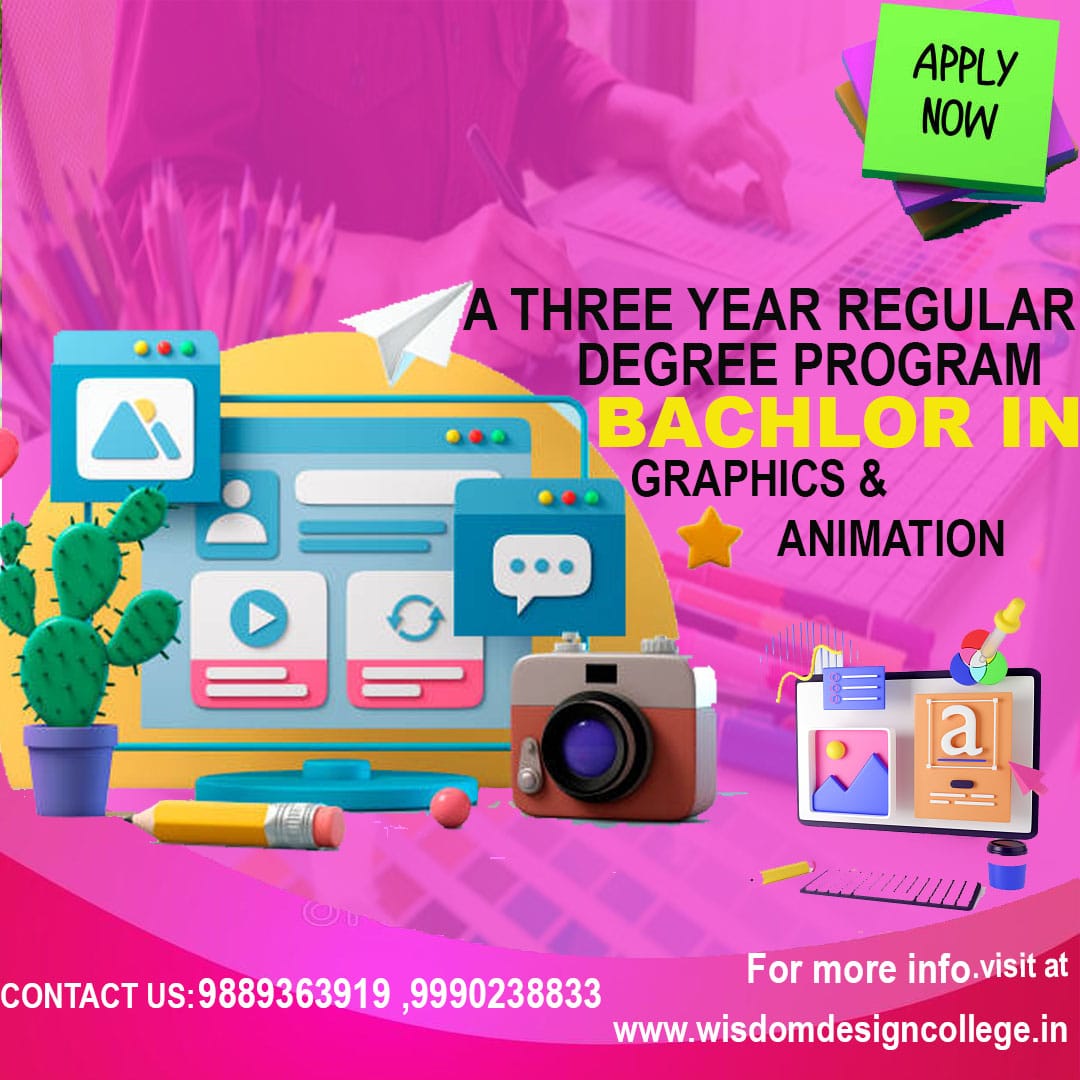 APPLY
NOW
A THREE YEAR REGULAR
DEGREE PROGRAM
BACHLOR IN
GRAPHICS &
ANIMATION
a
For more info.visit at
CONTACT US:9889363919 ,9990238833
www.wisdomdesigncollege.in